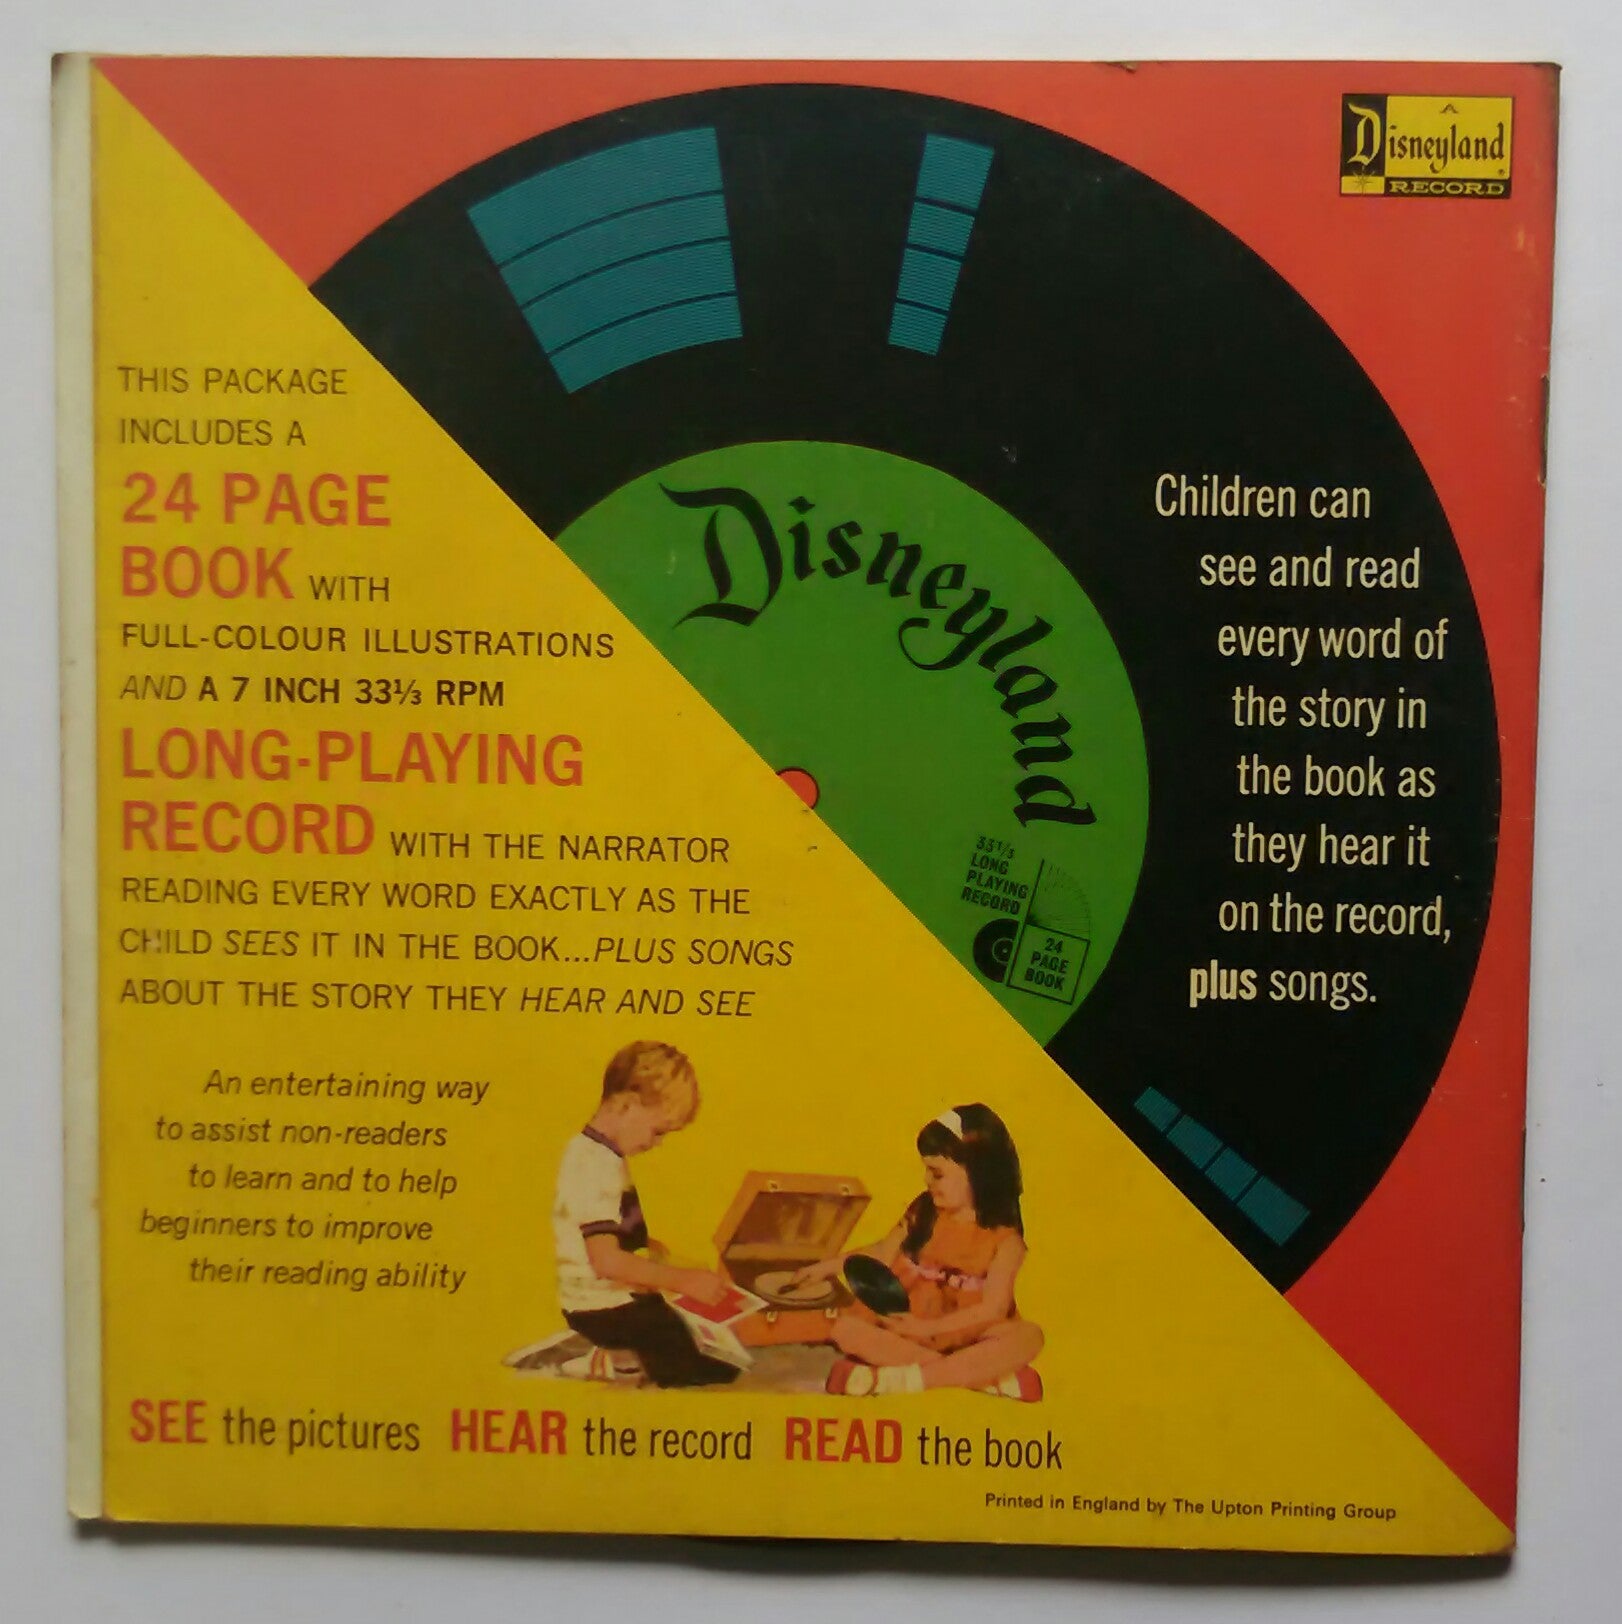 A
Disneyland
RECORD
THIS PACKAGE
INCLUDES A
24 PAGE
BOOK WITH
FULL-COLOUR ILLUSTRATIONS
AND A 7 INCH 33⅓ RPM
LONG-PLAYING
RECORD WITH THE NARRATOR
READING EVERY WORD EXACTLY AS THE
CHILD SEES IT IN THE BOOK...PLUS SONGS
ABOUT THE STORY THEY HEAR AND SEE
An entertaining way
to assist non-readers
to learn and to help
beginners to improve
their reading ability
Disneyland
33⅓
LONG
PLAYING
RECORD
24
PAGE
BOOK
Children can
see and read
every word of
the story in
the book as
they hear it
on the record,
plus songs.
SEE the pictures HEAR the record READ the book
Printed in England by The Upton Printing Group